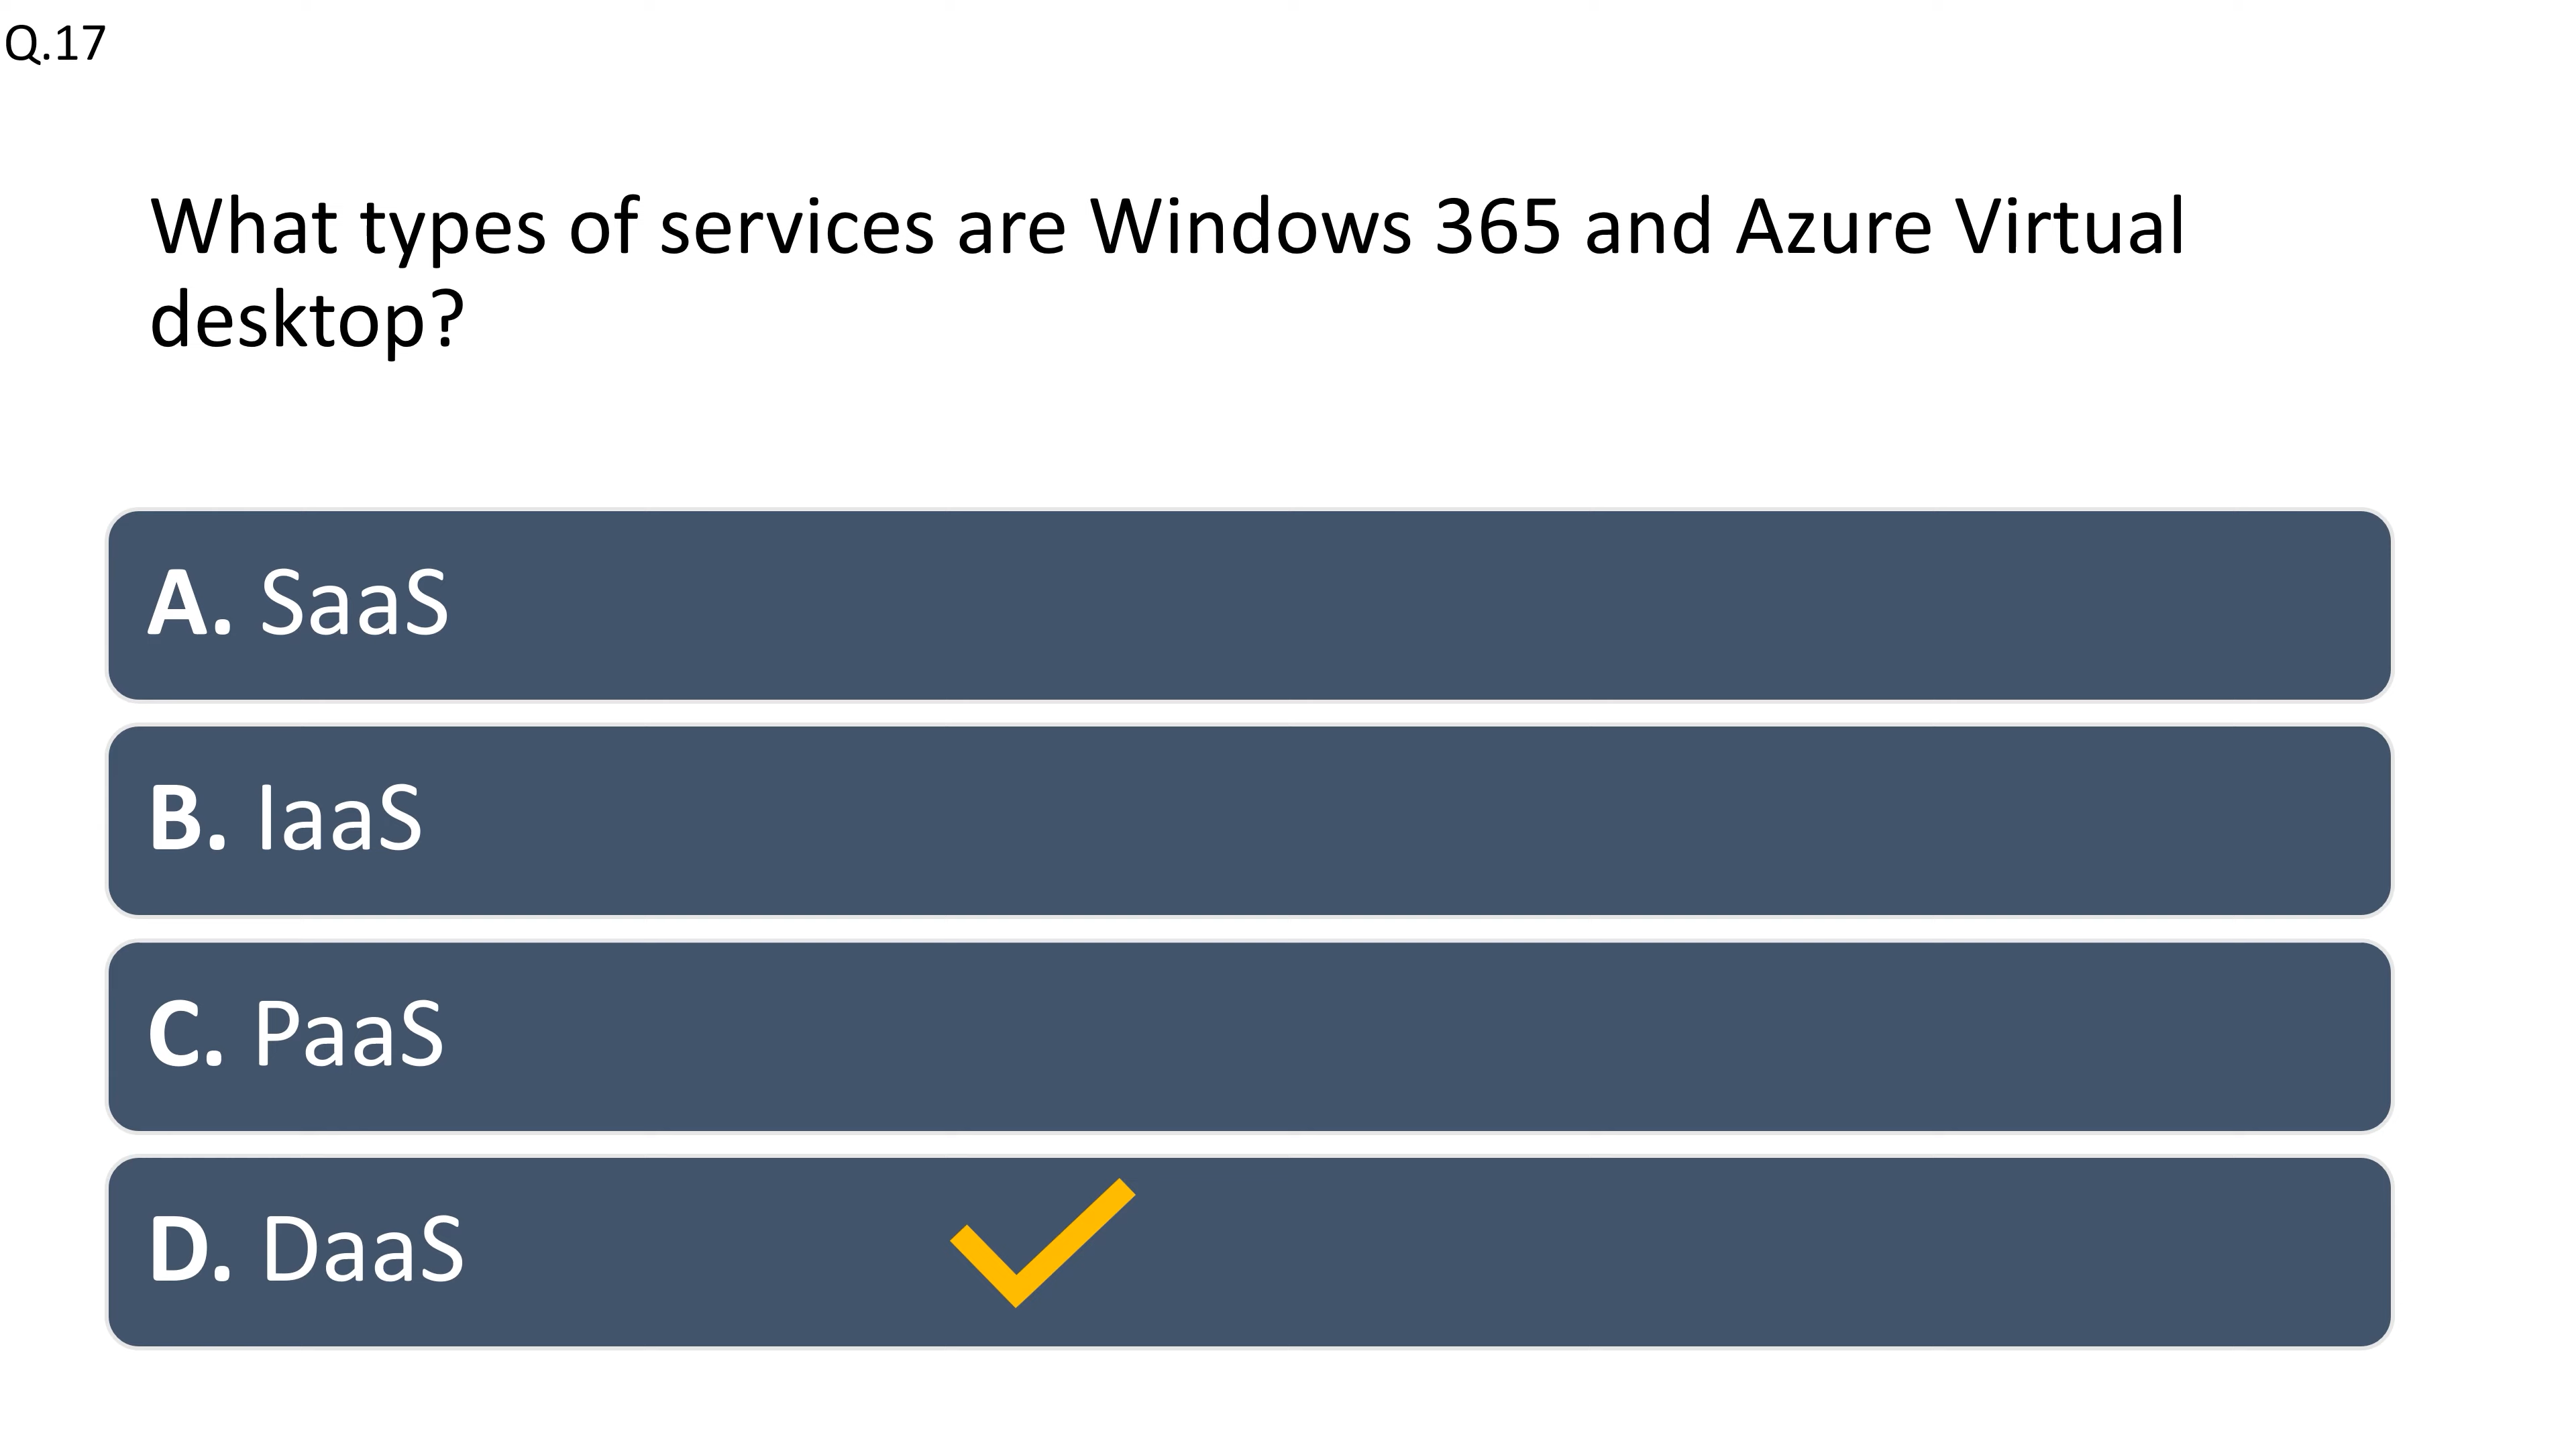 Q.17
What types of services are Windows 365 and Azure Virtual
desktop?
A. SaaS
B. IaaS
C. PaaS
D. DaaS